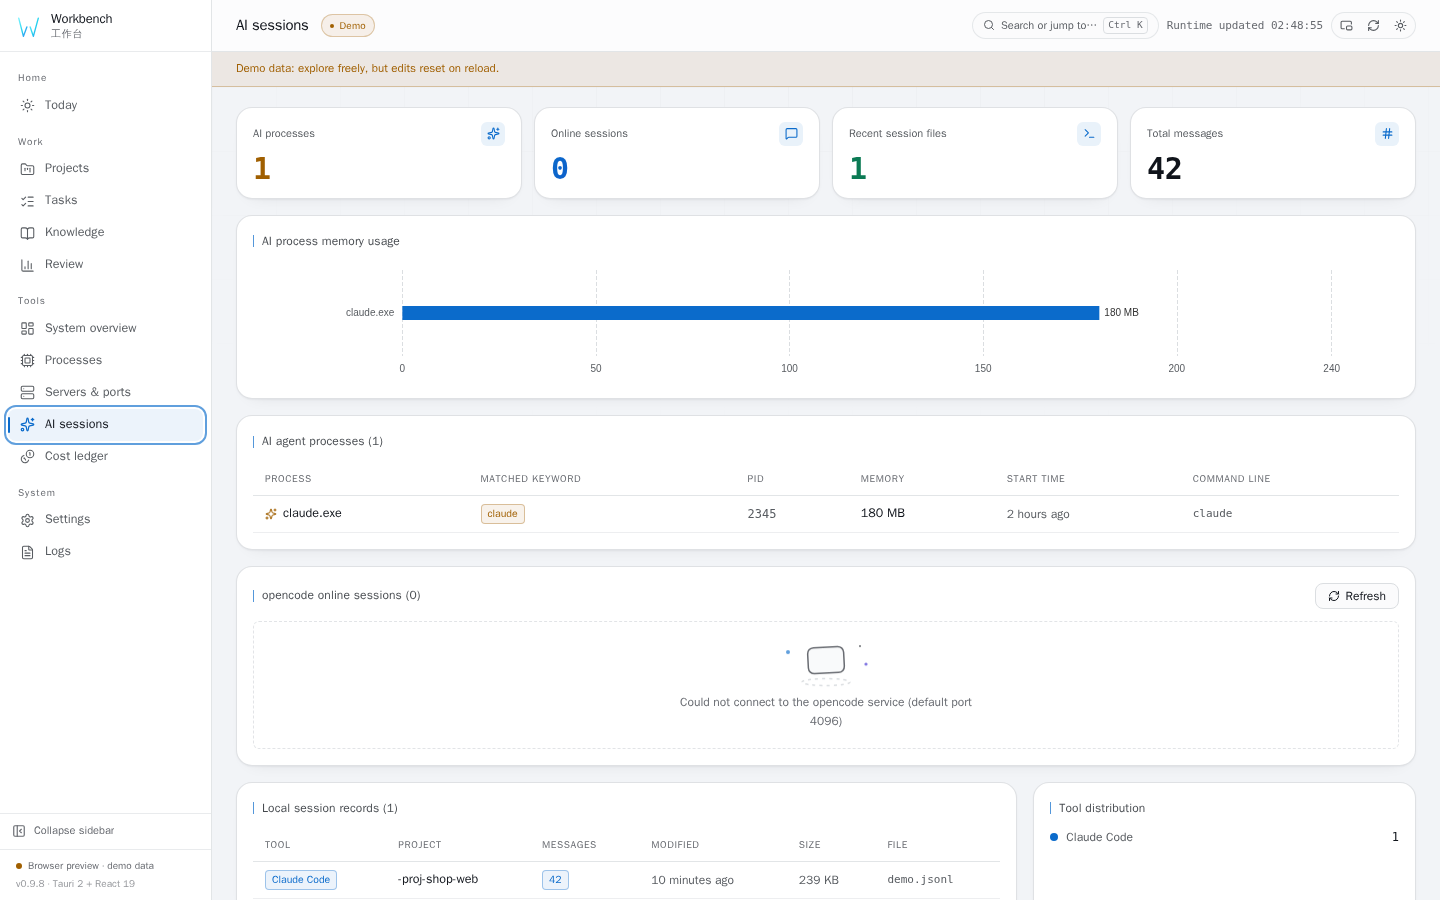 Workbench
工作台
AI sessions
Demo
Search or jump to···
Ctrl K
Runtime updated 02:48:55
Demo data: explore freely, but edits reset on reload.
Home
Today
Work
Projects
Tasks
Knowledge
Review
Tools
System overview
Processes
Servers & ports
AI sessions
Cost ledger
System
Settings
Logs
Collapse sidebar
Browser preview · demo data
v0.9.8 · Tauri 2 + React 19
AI processes
1
Online sessions
0
Recent session files
1
Total messages
42
AI process memory usage
claude.exe
180 MB
0 50 100 150 200 240
AI agent processes (1)
PROCESS MATCHED KEYWORD PID MEMORY START TIME COMMAND LINE
claude.exe claude 2345 180 MB 2 hours ago claude
opencode online sessions (0)
Refresh
Could not connect to the opencode service (default port
4096)
Local session records (1)
TOOL PROJECT MESSAGES MODIFIED SIZE FILE
Claude Code -proj-shop-web 42 10 minutes ago 239 KB demo.jsonl
Tool distribution
Claude Code 1